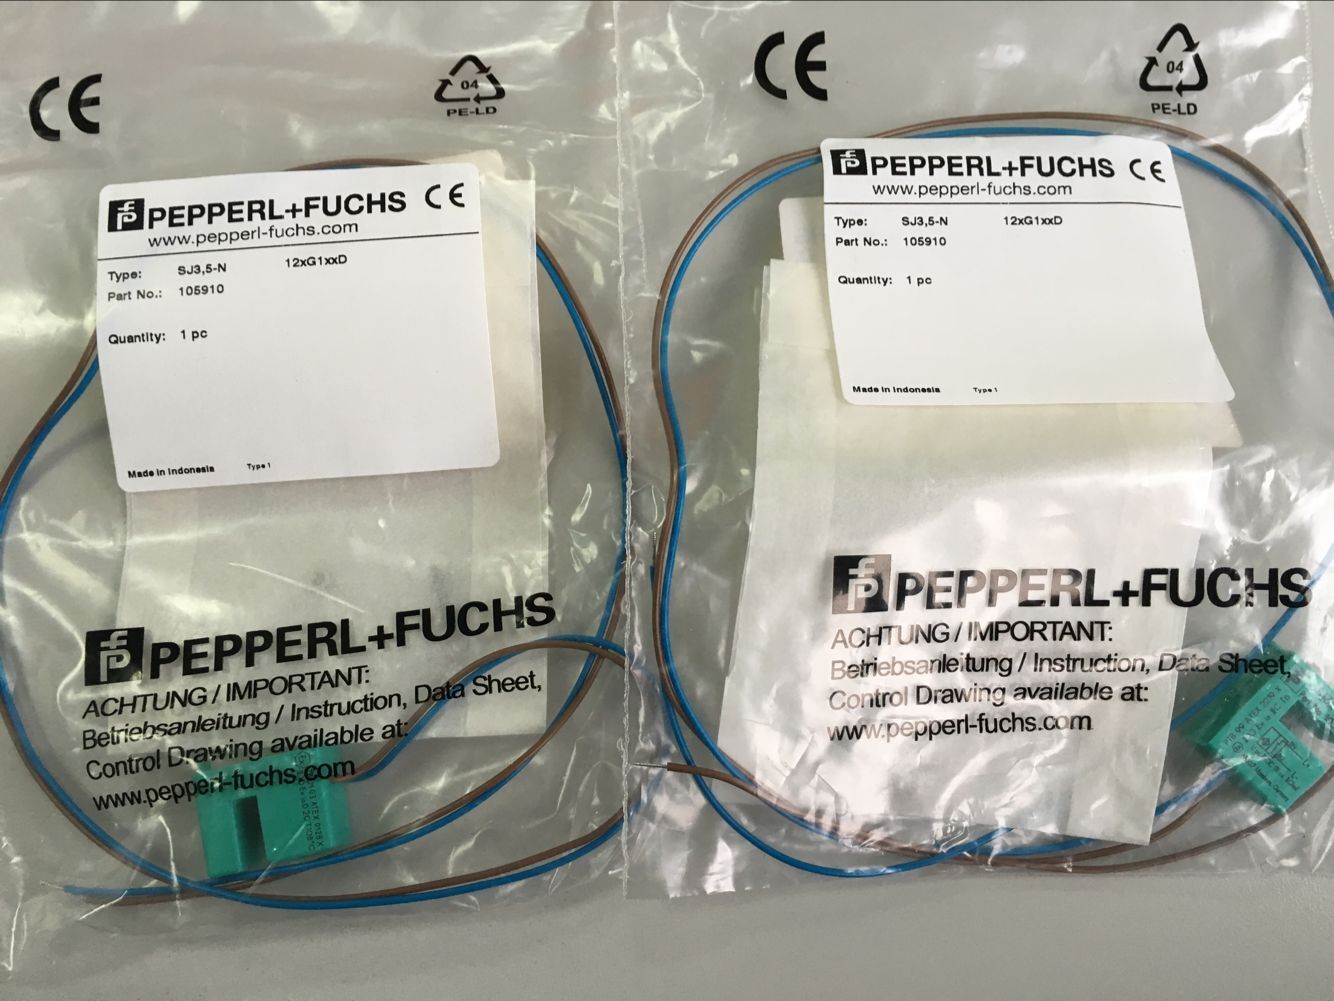 CE
04
PE-LD
PEPPERL+FUCHS CE
www.pepperl-fuchs.com
Type: SJ3,5-N 12xG1xxD
Part No.: 105910
Quantity: 1 pc
Made in Indonesia Type 1
PEPPERL+FUCHS
ACHTUNG / IMPORTANT:
Betriebsanleitung / Instruction, Data Sheet,
Control Drawing available at:
www.pepperl-fuchs.com
CE
04
PE-LD
PEPPERL+FUCHS CE
www.pepperl-fuchs.com
Type: SJ3,5-N 12xG1xxD
Part No.: 105910
Quantity: 1 pc
Made in Indonesia Type 1
PEPPERL+FUCHS
ACHTUNG / IMPORTANT:
Betriebsanleitung / Instruction, Data Sheet,
Control Drawing available at:
www.pepperl-fuchs.com